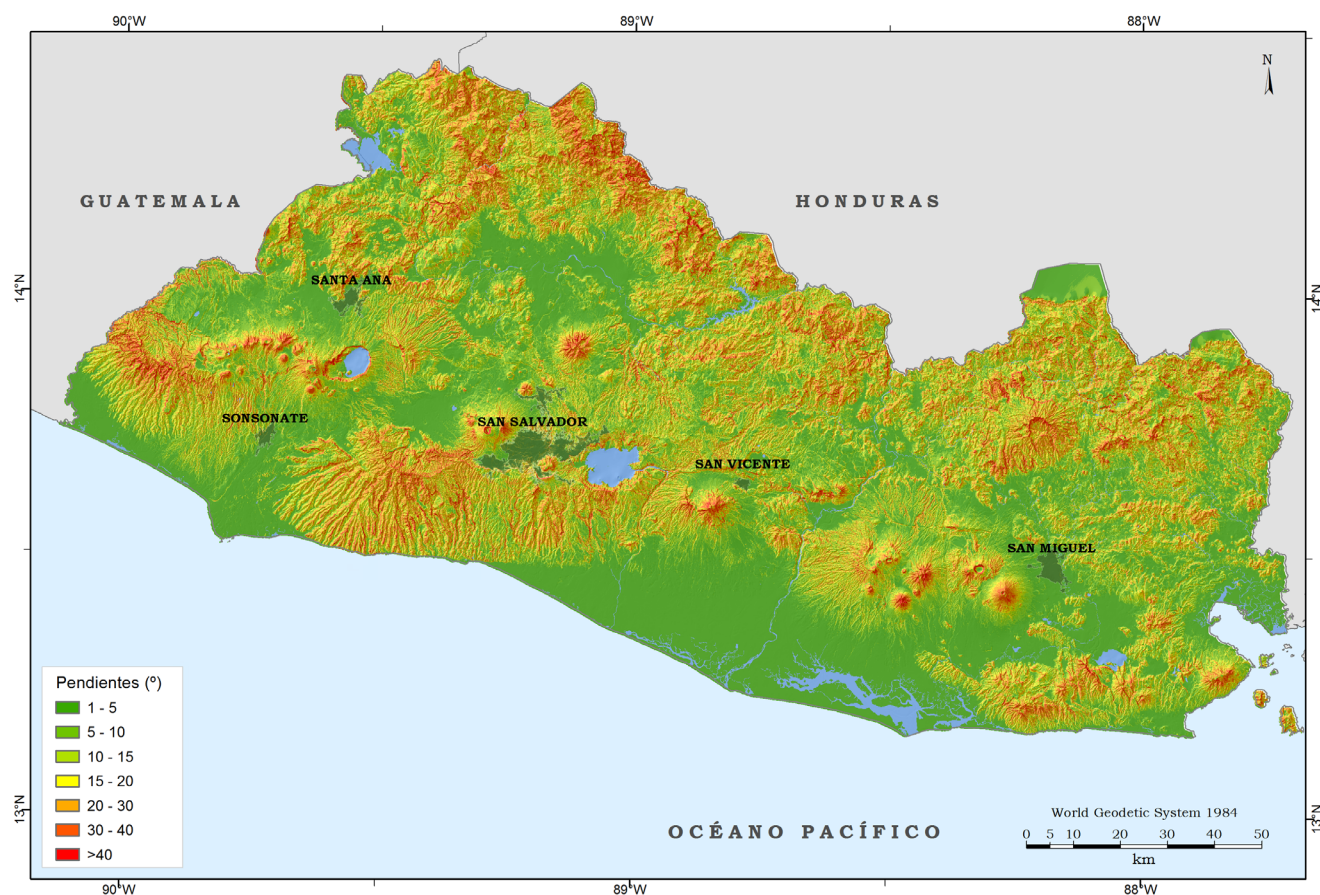 90°W 89°W 88°W
N
GUATEMALA HONDURAS
SANTA ANA
14°N 14°N
SONSONATE
SAN SALVADOR
SAN VICENTE
SAN MIGUEL
Pendientes (º)
1 - 5
5 - 10
10 - 15
15 - 20
20 - 30
30 - 40
>40
13°N 13°N
World Geodetic System 1984
OCÉANO PACÍFICO
0 5 10 20 30 40 50
km
90°W 89°W 88°W